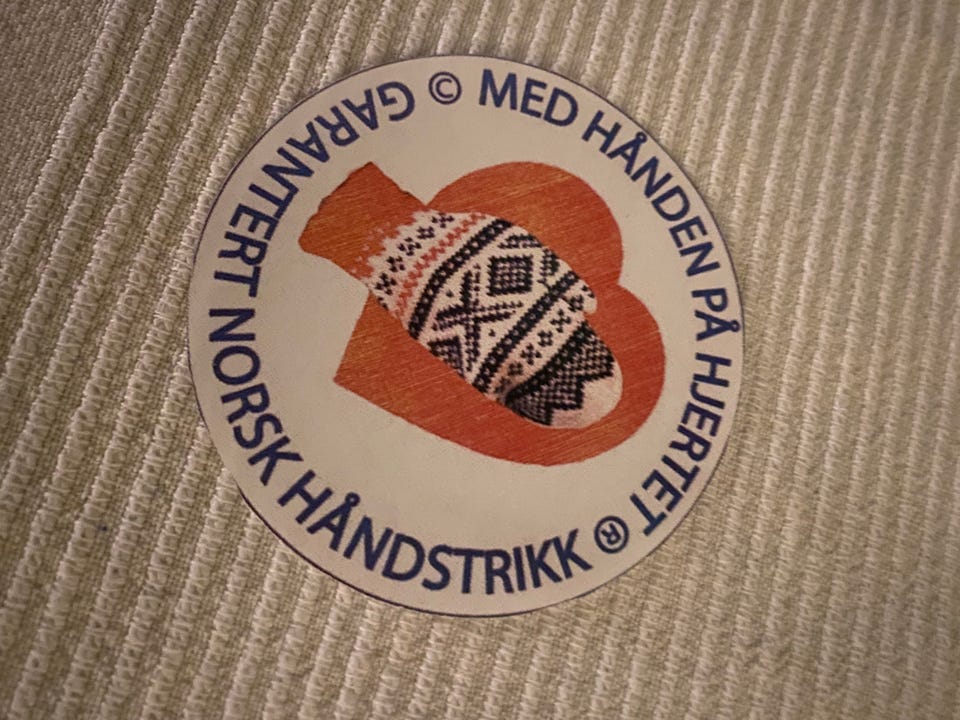 © MED HÅNDEN PÅ HJERTET ®
GARANTERT NORSK HÅNDSTRIKK